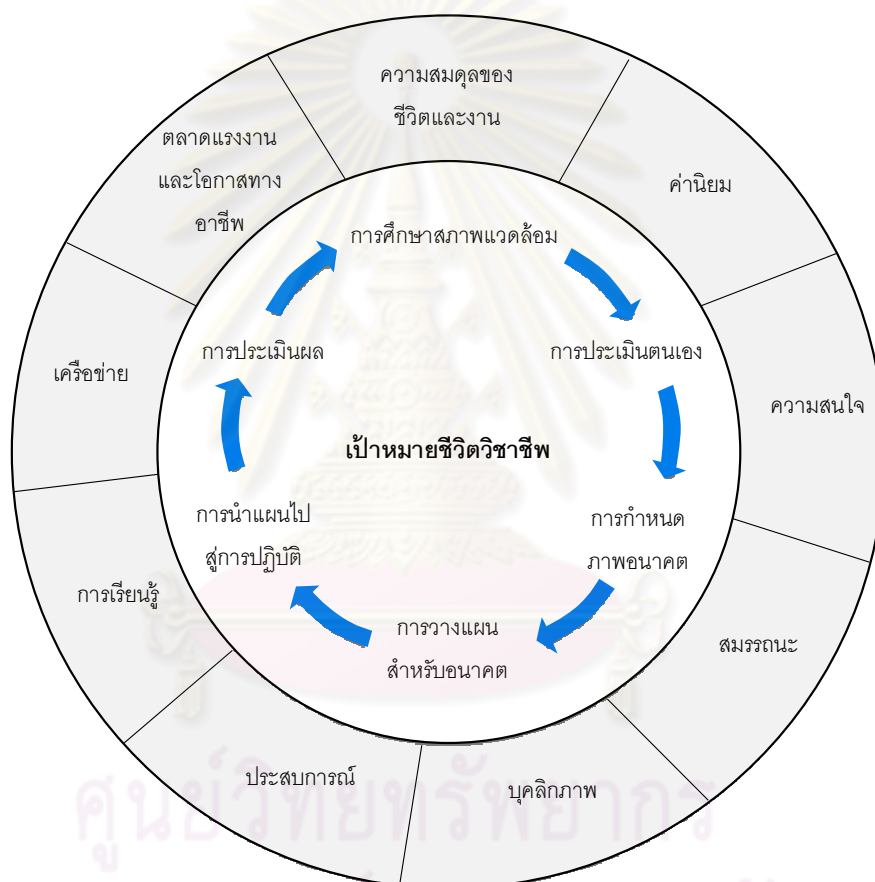 ความสมดุลของ
ชีวิตและงาน
ค่านิยม
ความสนใจ
สมรรถนะ
บุคลิกภาพ
ประสบการณ์
การเรียนรู้
เครือข่าย
ตลาดแรงงาน
และโอกาสทาง
อาชีพ
การศึกษาสภาพแวดล้อม
การประเมินตนเอง
การกำหนด
ภาพอนาคต
การวางแผน
สำหรับอนาคต
การนำแผนไป
สู่การปฏิบัติ
การประเมินผล
เป้าหมายชีวิตวิชาชีพ
ศูนย์วิทยทรัพยากร